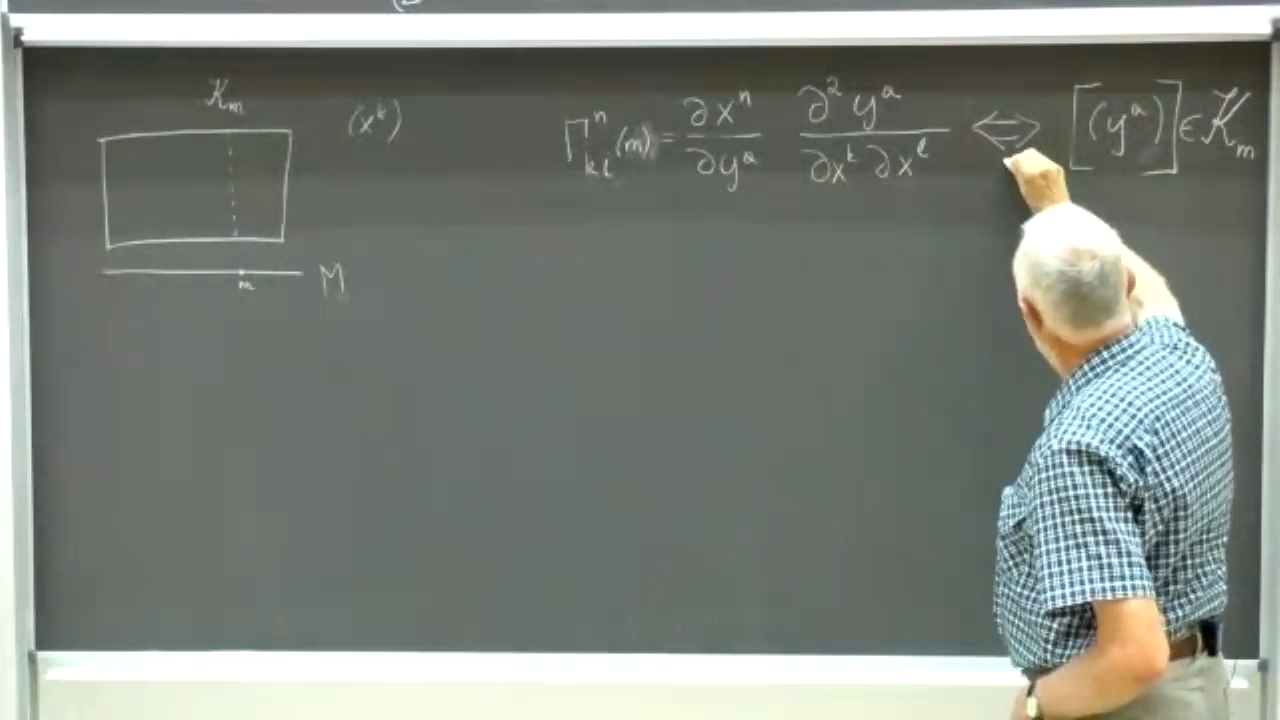 𝒦_m
(x^k)
Γ^n_{kl}(m) = ∂x^n/∂y^a ∂²y^a/∂x^k∂x^l ⇔ [(y^a)] ∈ 𝒦_m
m
M